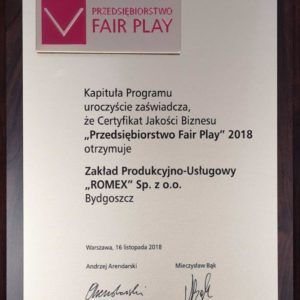 PRZEDSIĘBIORSTWO
FAIR PLAY
Kapituła Programu
uroczyście zaświadcza,
że Certyfikat Jakości Biznesu
„Przedsiębiorstwo Fair Play” 2018
otrzymuje
Zakład Produkcyjno-Usługowy
„ROMEX” Sp. z o.o.
Bydgoszcz
Warszawa, 16 listopada 2018
Andrzej Arendarski
Mieczysław Bąk